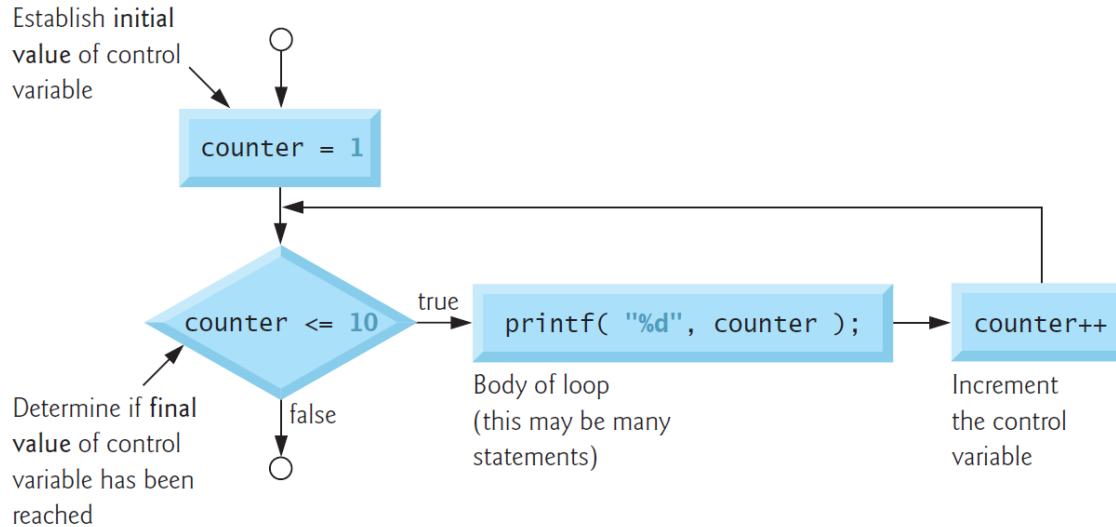 Establish initial
value of control
variable
counter = 1
counter <= 10
true
printf( "%d", counter );
counter++
Body of loop
(this may be many
statements)
Increment
the control
variable
false
Determine if final
value of control
variable has been
reached